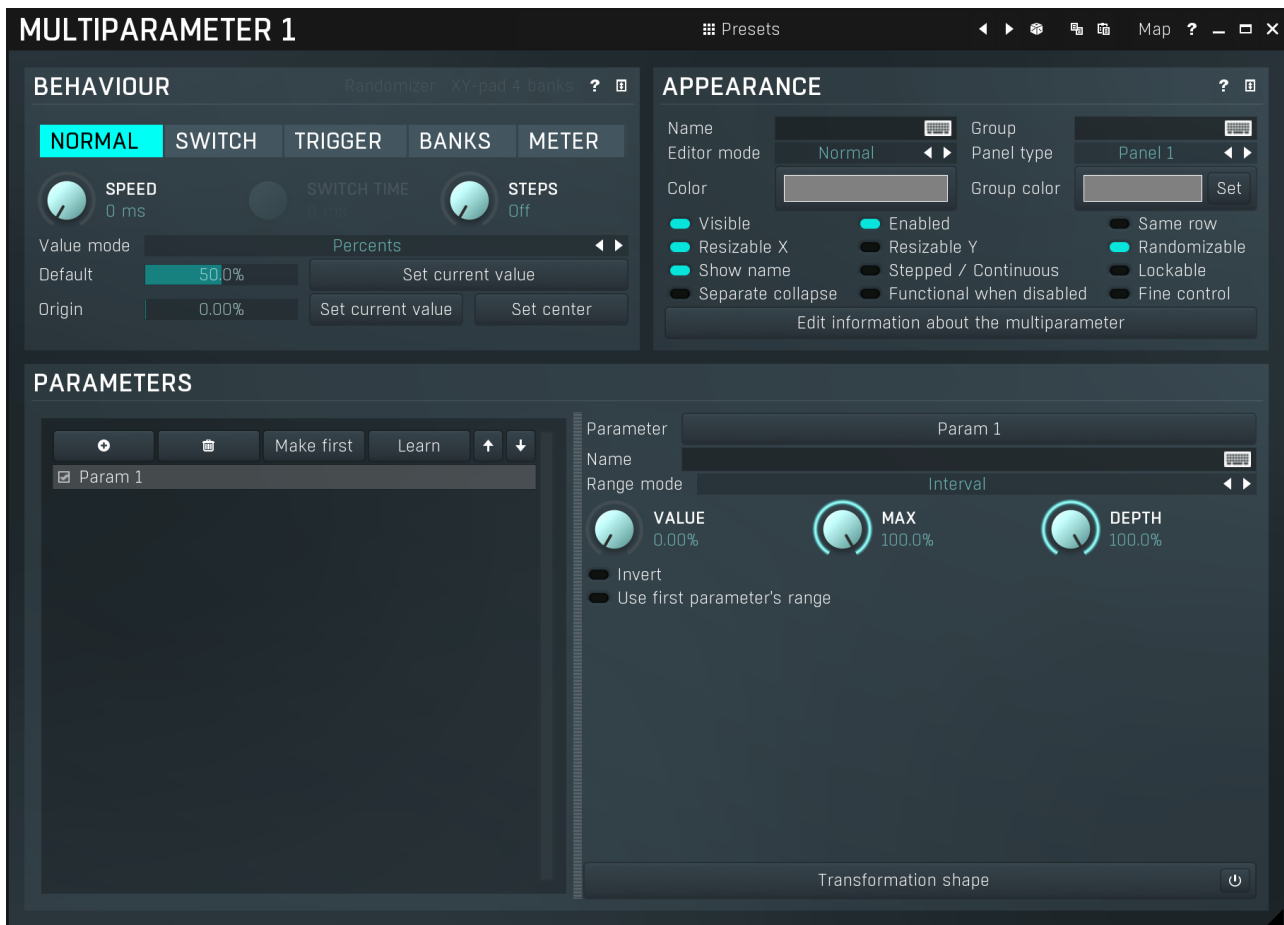 MULTIPARAMETER 1 Presets Map ?
BEHAVIOUR Randomizer XY-pad 4 banks ?
NORMAL SWITCH TRIGGER BANKS METER
SPEED SWITCH TIME STEPS
0 ms 0 ms Off
Value mode Percents
Default 50.0% Set current value
Origin 0.00% Set current value Set center
APPEARANCE ?
Name Group
Editor mode Normal Panel type Panel 1
Color Group color Set
Visible Enabled Same row
Resizable X Resizable Y Randomizable
Show name Stepped / Continuous Lockable
Separate collapse Functional when disabled Fine control
Edit information about the multiparameter
PARAMETERS
Make first Learn
Param 1
Parameter Param 1
Name
Range mode Interval
VALUE MAX DEPTH
0.00% 100.0% 100.0%
Invert
Use first parameter's range
Transformation shape